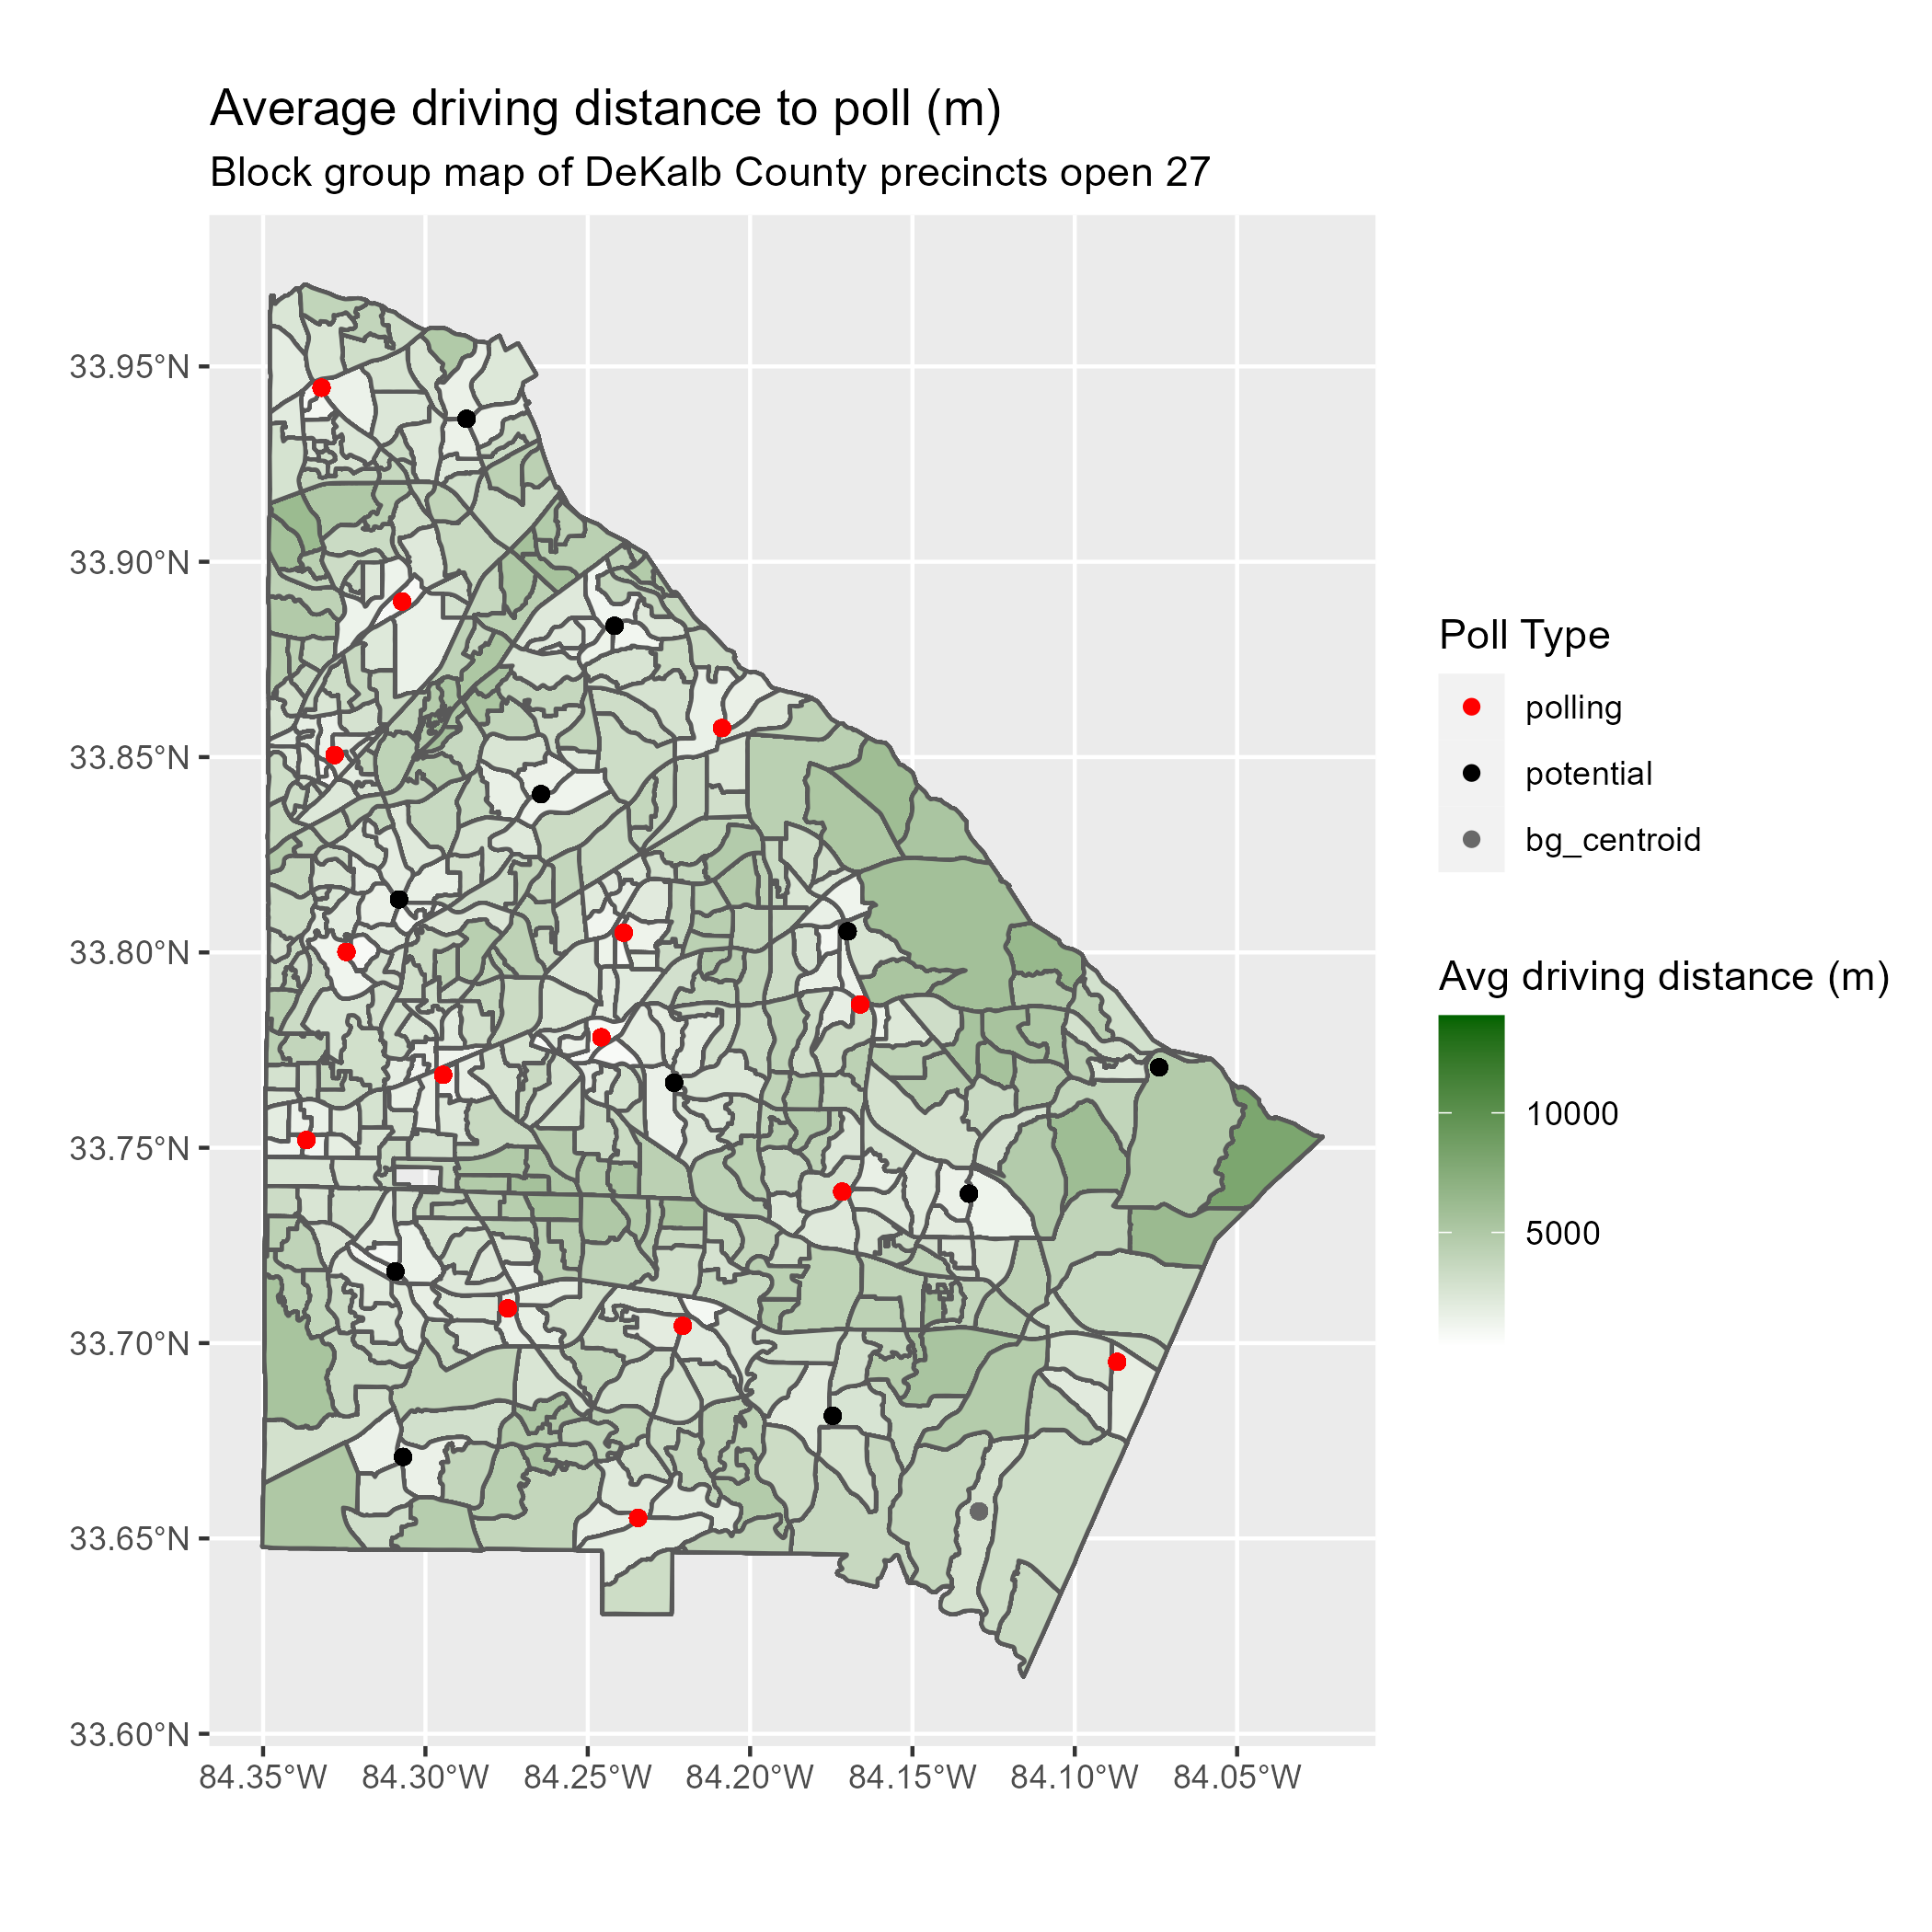 Average driving distance to poll (m)
Block group map of DeKalb County precincts open 27
33.95°N
33.90°N
33.85°N
33.80°N
33.75°N
33.70°N
33.65°N
33.60°N
84.35°W
84.30°W
84.25°W
84.20°W
84.15°W
84.10°W
84.05°W
Poll Type
polling
potential
bg_centroid
Avg driving distance (m)
10000
5000